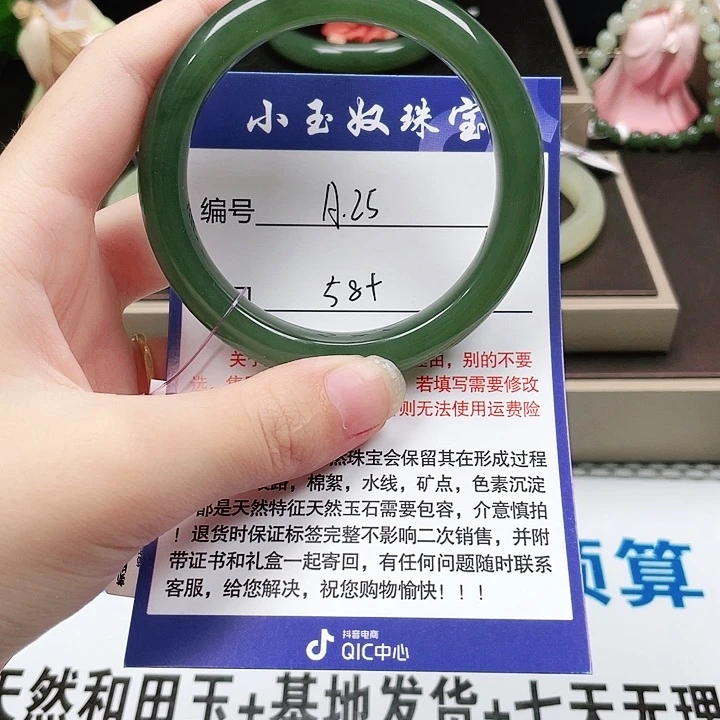 小玉奴珠宝
编号 A.25
58+
关于 由，别的不要
若填写需要修改
则无法使用运费险
然珠宝会保留其在形成过程
，棉絮，水线，矿点，色素沉淀
都是天然特征天然玉石需要包容，介意慎拍
！退货时保证标签完整不影响二次销售，并附
带证书和礼盒一起寄回，有任何问题随时联系
客服，给您解决，祝您购物愉快！！！
抖音电商
QIC中心
预算
天然和田玉+基地发货+七天无理